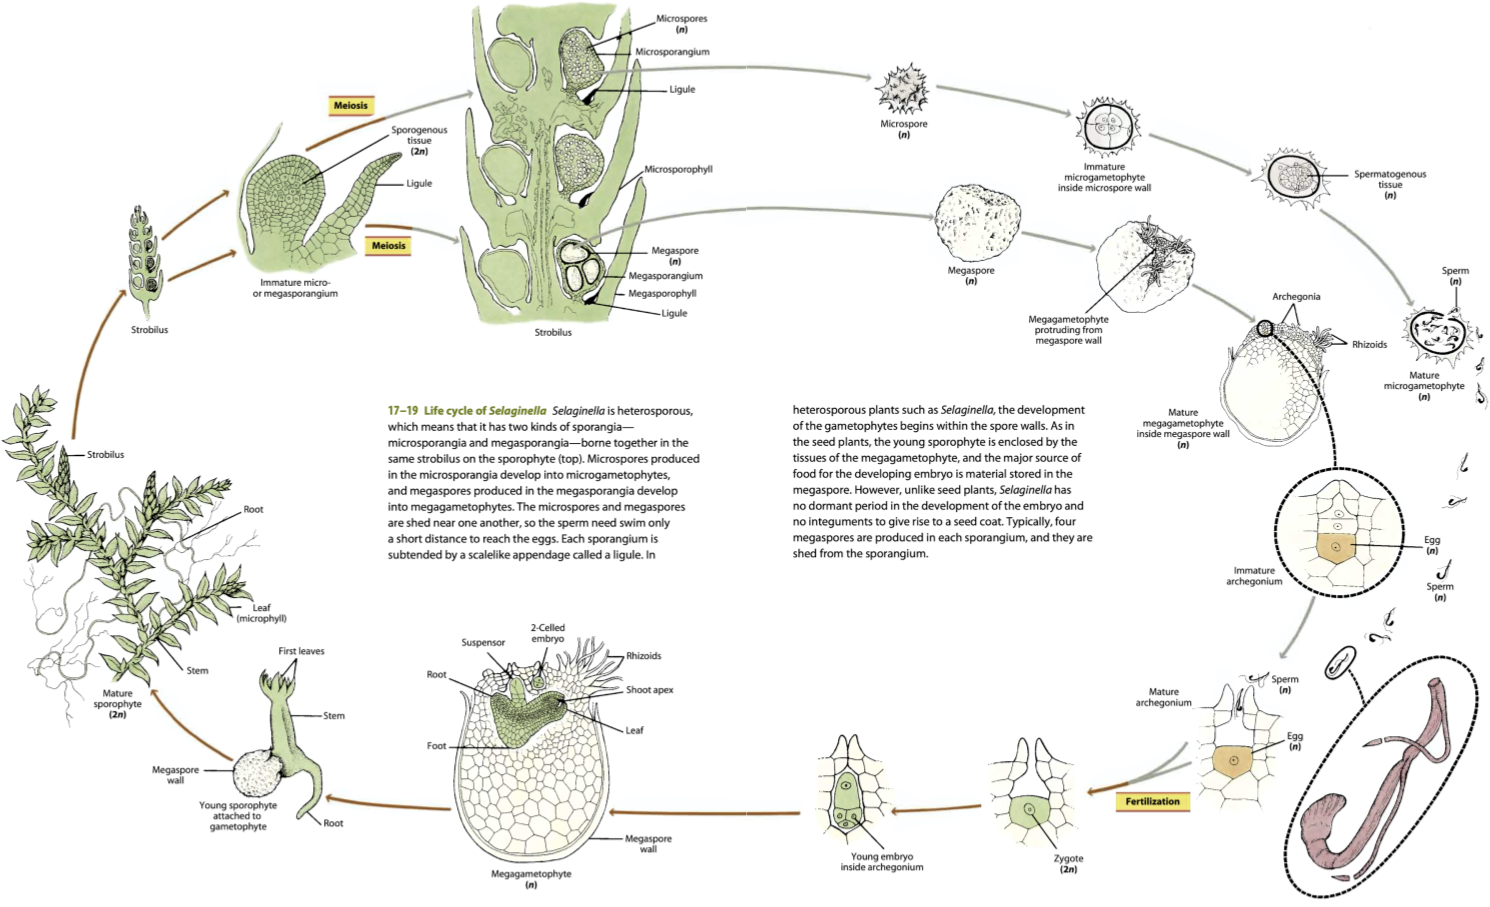 Microspores
(n)
Microsporangium
Ligule
Meiosis
Sporogenous
tissue
(2n)
Ligule
Microsporophyll
Microspore
(n)
Immature
microgametophyte
inside microspore wall
Spermatogenous
tissue
(n)
Meiosis
Immature micro-
or megasporangium
Strobilus
Megaspore
(n)
Megasporangium
Megasporophyll
Ligule
Strobilus
Megaspore
(n)
Megagametophyte
protruding from
megaspore wall
Archegonia
Rhizoids
Sperm
(n)
Mature
microgametophyte
(n)
Mature
megagametophyte
inside megaspore wall
(n)
17–19 Life cycle of Selaginella Selaginella is heterosporous,
which means that it has two kinds of sporangia—
microsporangia and megasporangia—borne together in the
same strobilus on the sporophyte (top). Microspores produced
in the microsporangia develop into microgametophytes,
and megaspores produced in the megasporangia develop
into megagametophytes. The microspores and megaspores
are shed near one another, so the sperm need swim only
a short distance to reach the eggs. Each sporangium is
subtended by a scalelike appendage called a ligule. In
heterosporous plants such as Selaginella, the development
of the gametophytes begins within the spore walls. As in
the seed plants, the young sporophyte is enclosed by the
tissues of the megagametophyte, and the major source of
food for the developing embryo is material stored in the
megaspore. However, unlike seed plants, Selaginella has
no dormant period in the development of the embryo and
no integuments to give rise to a seed coat. Typically, four
megaspores are produced in each sporangium, and they are
shed from the sporangium.
Strobilus
Root
Leaf
(microphyll)
Stem
Mature
sporophyte
(2n)
Egg
(n)
Immature
archegonium
Sperm
(n)
Sperm
(n)
Mature
archegonium
Egg
(n)
Fertilization
Zygote
(2n)
Young embryo
inside archegonium
2-Celled
embryo
Suspensor
Rhizoids
Root
Shoot apex
Leaf
Foot
Megaspore
wall
Megagametophyte
(n)
First leaves
Stem
Megaspore
wall
Young sporophyte
attached to
gametophyte
Root